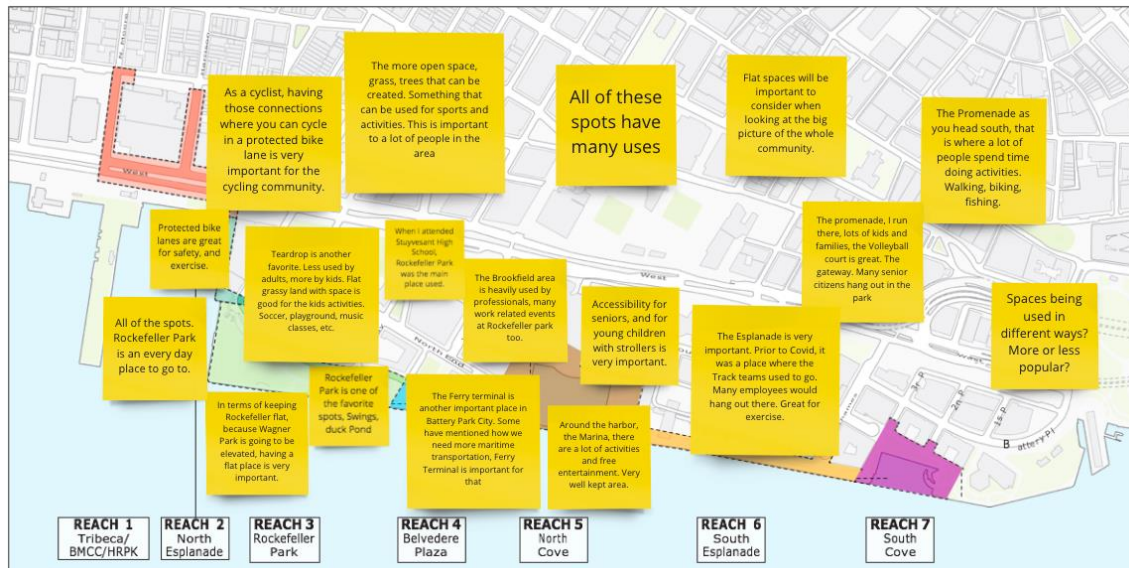 As a cyclist, having
those connections
where you can cycle
in a protected bike
lane is very
important for the
cycling community.
The more open space,
grass, trees that can be
created. Something
that can be used for sports
and activities. This is important
to a lot of people in the
area
All of these
spots have
many uses
Flat spaces will be
important to
consider when
looking at the big
picture of the whole
community.
The Promenade as
you head south, that
is where a lot of
people spend time
doing activities.
Walking, biking,
fishing.
West
Protected bike
lanes are great
for safety, and
exercise.
Teardrop is another
favorite. Less used by
adults, more by kids. Flat
grassy land with space is
good for the kids activities.
Soccer, playground, music
classes, etc.
When I attended
Stuyvesant High
School,
Rockefeller Park
was the main
place used.
The Brookfield area
is heavily used by
professionals, many
work related events
at Rockefeller park
too.
West
Accessibility for
seniors, and for
young children
with strollers is
very important.
The promenade, I run
there, lots of kids and
families, the Volleyball
court is great. The
gateway. Many senior
citizens hang out in the
park
Spaces being
used in
different ways?
More or less
popular?
All of the spots.
Rockefeller Park
is an every day
place to go to.
In terms of keeping
Rockefeller flat,
because Wagner
Park is going to be
elevated, having a
flat place is very
important.
Rockefeller
Park is one of
the favorite
spots, Swings,
duck Pond
North End
The Ferry terminal is
another important place in
Battery Park City. Some
have mentioned how we
need more maritime
transportation, Ferry
Terminal is important for
that
Around the harbor,
the Marina, there
are a lot of activities
and free
entertainment. Very
well kept area.
The Esplanade is very
important. Prior to Covid, it
was a place where the
Track teams used to go.
Many employees would
hang out there. Great for
exercise.
West
3r P
2n P
1s P
Battery Pl
REACH 1
Tribeca/
BMCC/HRPK
REACH 2
North
Esplanade
REACH 3
Rockefeller
Park
REACH 4
Belvedere
Plaza
REACH 5
North
Cove
REACH 6
South
Esplanade
REACH 7
South
Cove